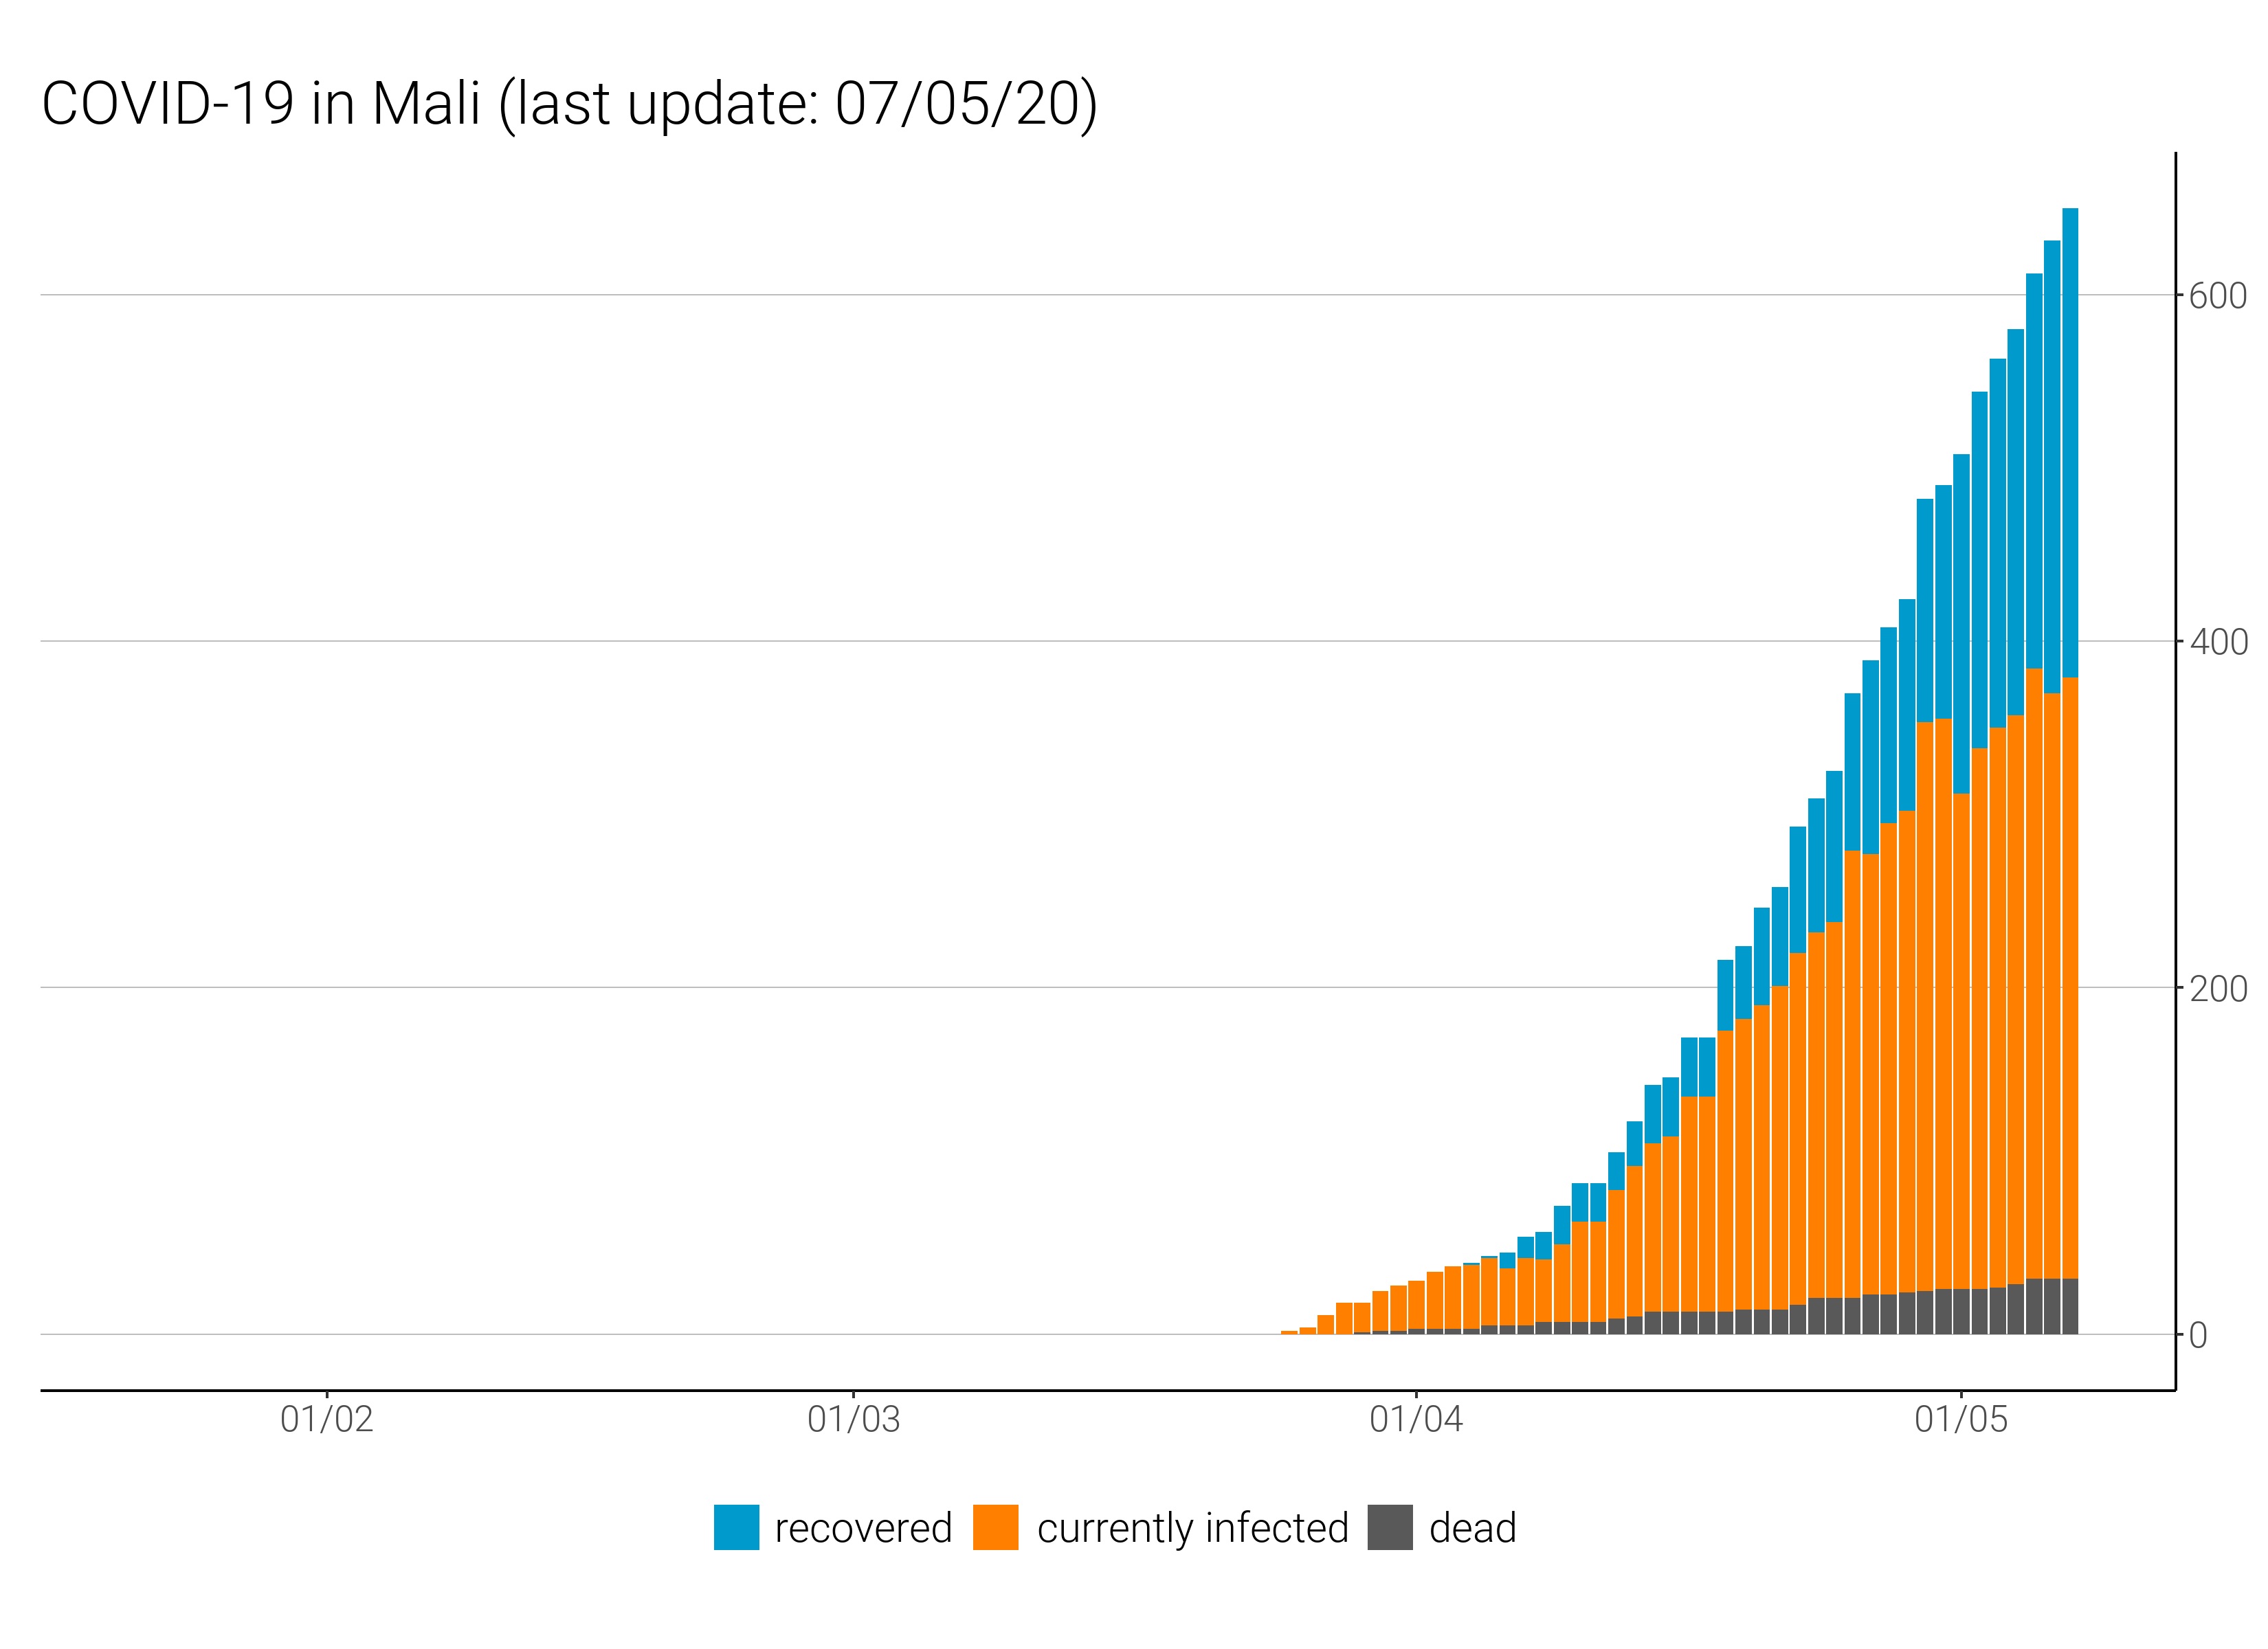 COVID-19 in Mali (last update: 07/05/20)
600
400
200
0
01/02 01/03 01/04 01/05
recovered currently infected dead